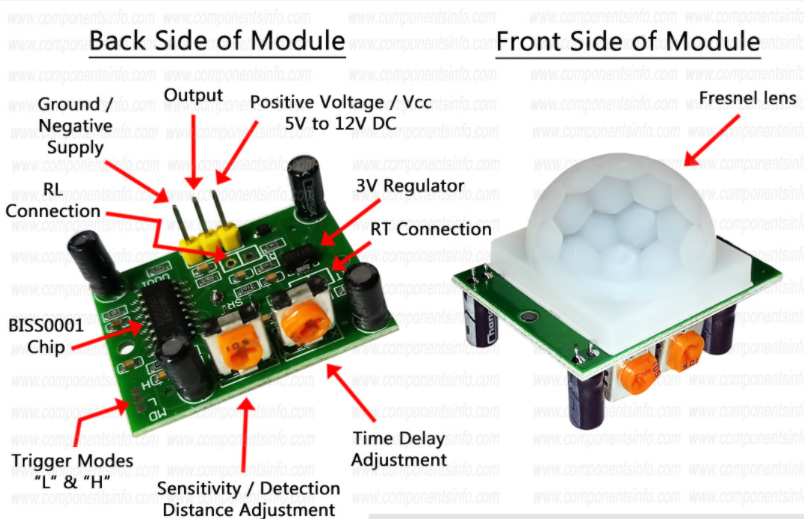 www.componentsinfo.com
Back Side of Module
Front Side of Module
Ground /
Negative
Supply
Output
Positive Voltage / Vcc
5V to 12V DC
Fresnel lens
RL
Connection
3V Regulator
RT Connection
BISS0001
Chip
H
L
MD
Trigger Modes
"L" & "H"
Sensitivity / Detection
Distance Adjustment
Time Delay
Adjustment